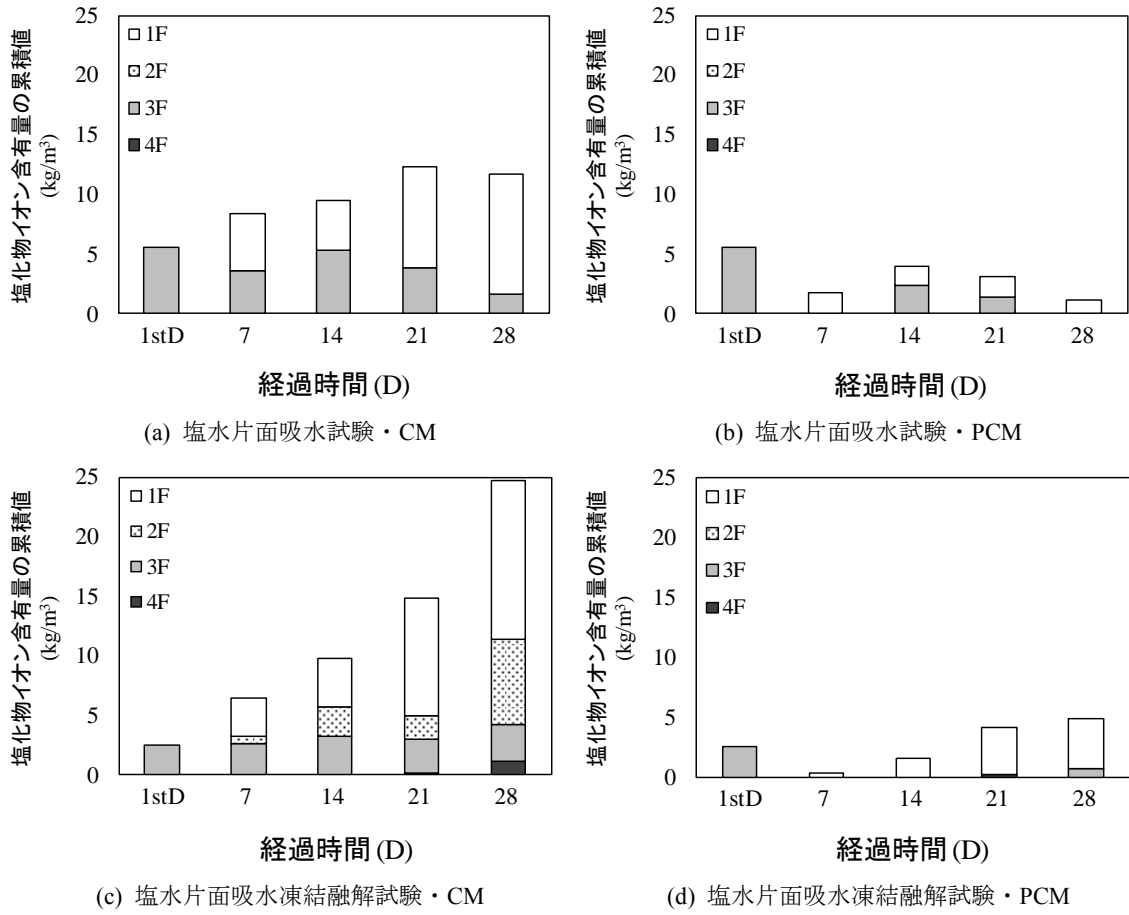 塩化物イオン含有量の累積値
(kg/m³)
25
20
15
10
5
0
1F
2F
3F
4F
1stD 7 14 21 28
経過時間 (D)
(a) 塩水片面吸水試験・CM
塩化物イオン含有量の累積値
(kg/m³)
25
20
15
10
5
0
1F
2F
3F
4F
1stD 7 14 21 28
経過時間 (D)
(b) 塩水片面吸水試験・PCM
塩化物イオン含有量の累積値
(kg/m³)
25
20
15
10
5
0
1F
2F
3F
4F
1stD 7 14 21 28
経過時間 (D)
(c) 塩水片面吸水凍結融解試験・CM
塩化物イオン含有量の累積値
(kg/m³)
25
20
15
10
5
0
1F
2F
3F
4F
1stD 7 14 21 28
経過時間 (D)
(d) 塩水片面吸水凍結融解試験・PCM